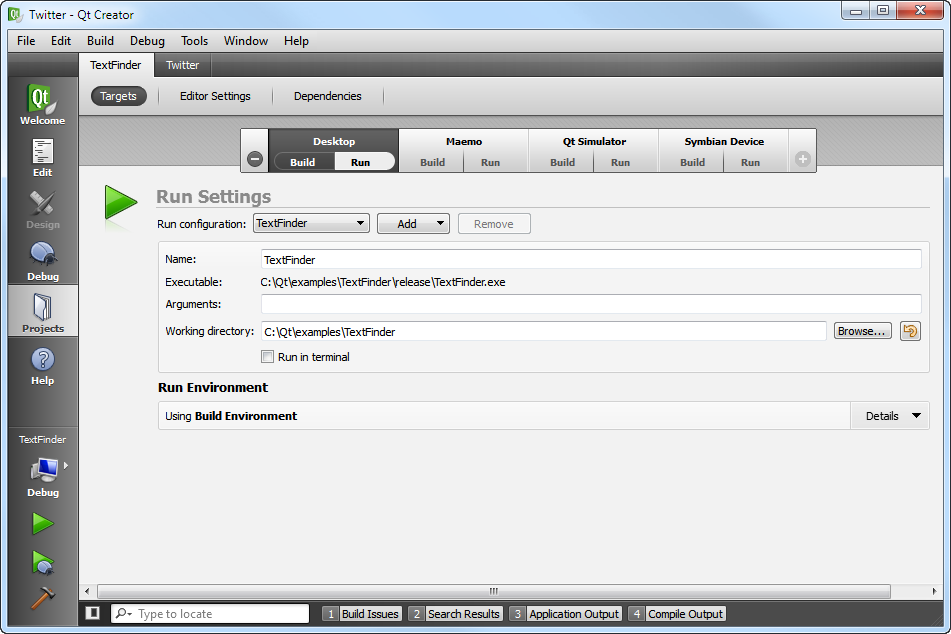 Twitter - Qt Creator
File Edit Build Debug Tools Window Help
TextFinder Twitter
Targets Editor Settings Dependencies
Qt
Welcome
Edit
Design
Debug
Projects
Help
TextFinder
Debug
Desktop Maemo Qt Simulator Symbian Device
Build Run Build Run Build Run Build Run
Run Settings
Run configuration: TextFinder Add Remove
Name: TextFinder
Executable: C:\Qt\examples\TextFinder\release\TextFinder.exe
Arguments:
Working directory: C:\Qt\examples\TextFinder Browse...
Run in terminal
Run Environment
Using Build Environment Details
Type to locate 1 Build Issues 2 Search Results 3 Application Output 4 Compile Output